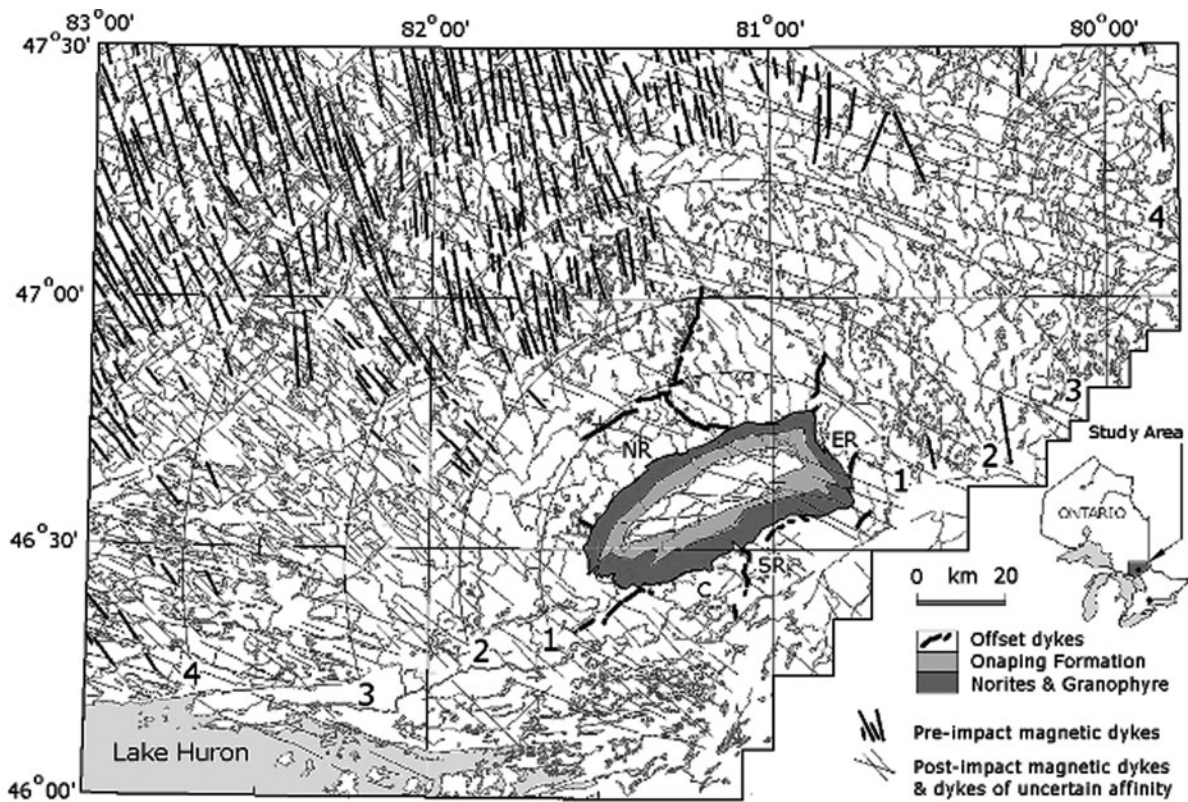 83°00' 82°00' 81°00' 80°00'
47°30'
4
47°00'
3
Study Area
NR
ER
2
1
ONTARIO
46°30'
SR
0 km 20
C
1
2
Offset dykes
4
Onaping Formation
3
Norites & Granophyre
Pre-impact magnetic dykes
Lake Huron
Post-impact magnetic dykes
& dykes of uncertain affinity
46°00'